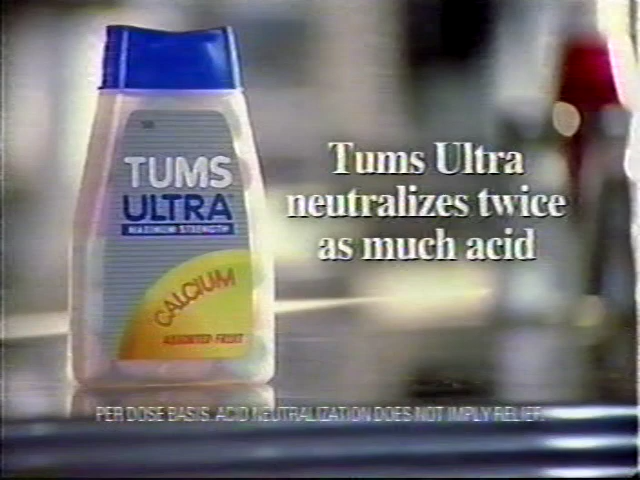 TUMS
ULTRA
MAXIMUM STRENGTH
CALCIUM
ASSORTED FRUIT
Tums Ultra
neutralizes twice
as much acid
PER DOSE BASIS. ACID NEUTRALIZATION DOES NOT IMPLY RELIEF.